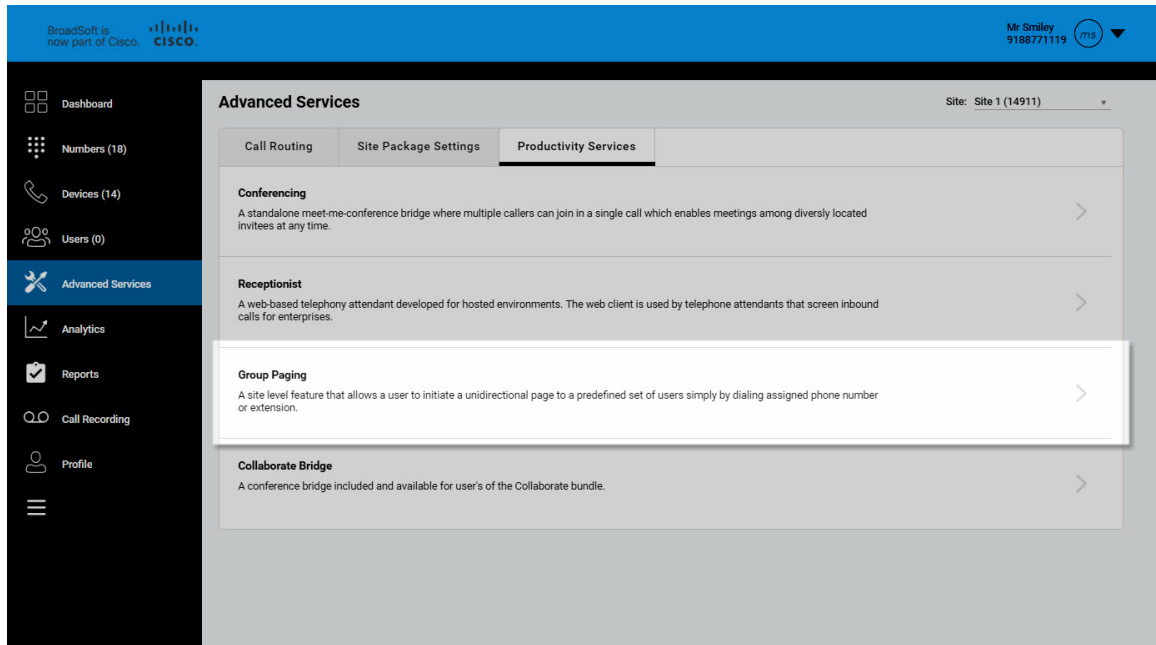 BroadSoft is
now part of Cisco.
CISCO.
Mr Smiley
9188771119
ms
Dashboard
Numbers (18)
Devices (14)
Users (0)
Advanced Services
Analytics
Reports
Call Recording
Profile
Advanced Services
Site: Site 1 (14911)
Call Routing Site Package Settings Productivity Services
Conferencing
A standalone meet-me-conference bridge where multiple callers can join in a single call which enables meetings among diversly located
invitees at any time.
Receptionist
A web-based telephony attendant developed for hosted environments. The web client is used by telephone attendants that screen inbound
calls for enterprises.
Group Paging
A site level feature that allows a user to initiate a unidirectional page to a predefined set of users simply by dialing assigned phone number
or extension.
Collaborate Bridge
A conference bridge included and available for user's of the Collaborate bundle.